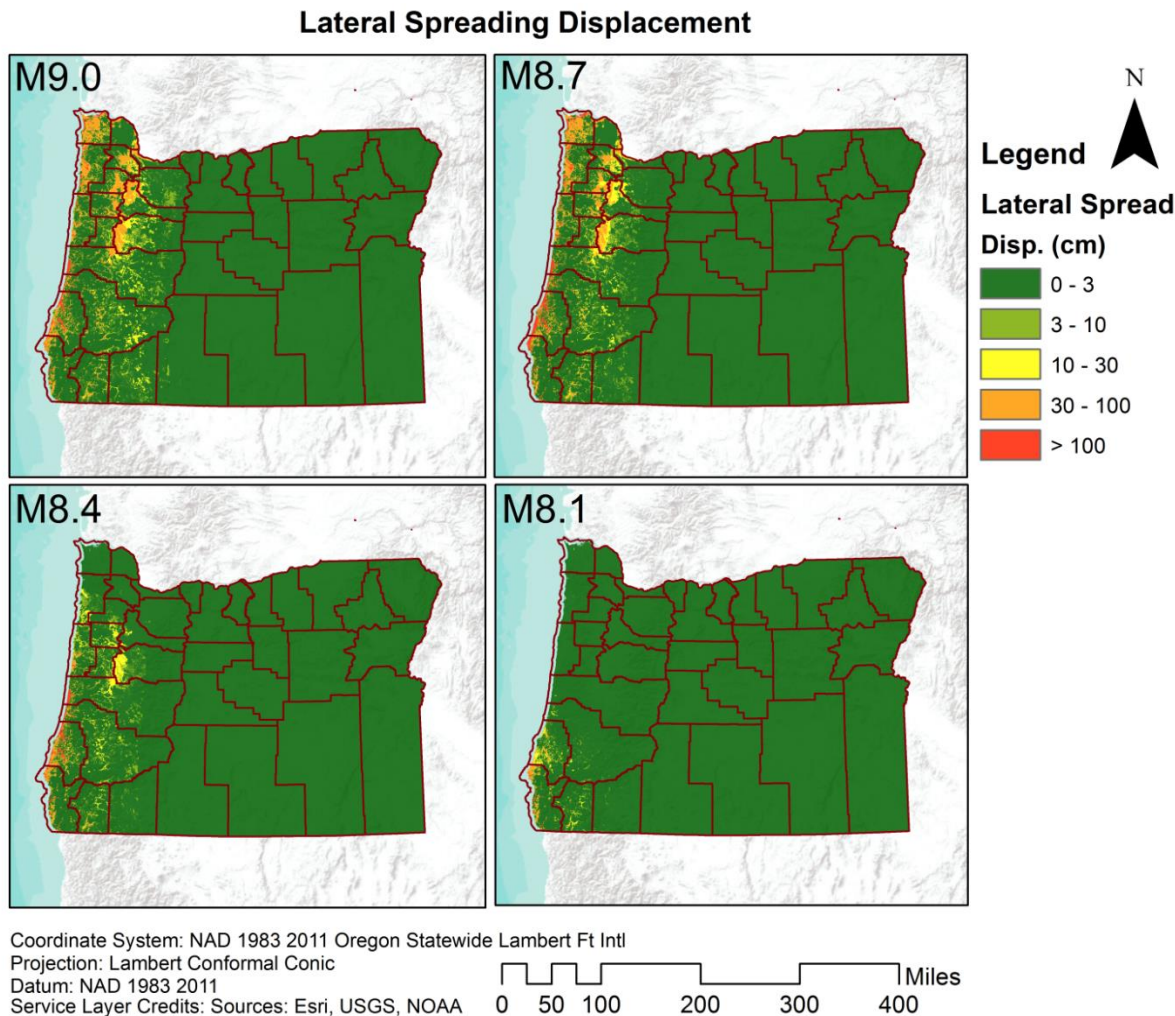 Lateral Spreading Displacement
M9.0
M8.7
N
Legend
Lateral Spread
Disp. (cm)
0 - 3
3 - 10
10 - 30
30 - 100
> 100
M8.4
M8.1
Coordinate System: NAD 1983 2011 Oregon Statewide Lambert Ft Intl
Projection: Lambert Conformal Conic
Datum: NAD 1983 2011
Service Layer Credits: Sources: Esri, USGS, NOAA
Miles
0 50 100 200 300 400